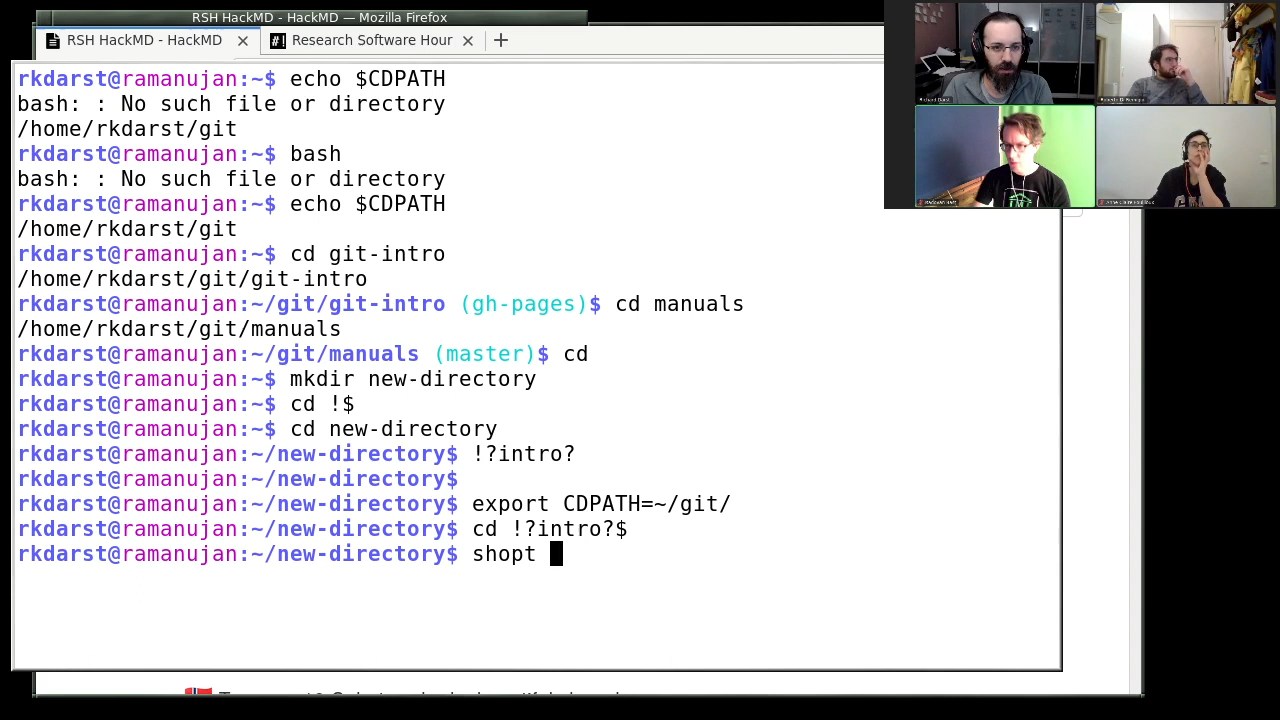 RSH HackMD - HackMD — Mozilla Firefox
RSH HackMD - HackMD
Research Software Hour
rkdarst@ramanujan:~$ echo $CDPATH
bash: : No such file or directory
/home/rkdarst/git
rkdarst@ramanujan:~$ bash
bash: : No such file or directory
rkdarst@ramanujan:~$ echo $CDPATH
/home/rkdarst/git
rkdarst@ramanujan:~$ cd git-intro
/home/rkdarst/git/git-intro
rkdarst@ramanujan:~/git/git-intro (gh-pages)$ cd manuals
/home/rkdarst/git/manuals
rkdarst@ramanujan:~/git/manuals (master)$ cd
rkdarst@ramanujan:~$ mkdir new-directory
rkdarst@ramanujan:~$ cd !$
rkdarst@ramanujan:~$ cd new-directory
rkdarst@ramanujan:~/new-directory$ !?intro?
rkdarst@ramanujan:~/new-directory$
rkdarst@ramanujan:~/new-directory$ export CDPATH=~/git/
rkdarst@ramanujan:~/new-directory$ cd !?intro?$
rkdarst@ramanujan:~/new-directory$ shopt
Richard Darst